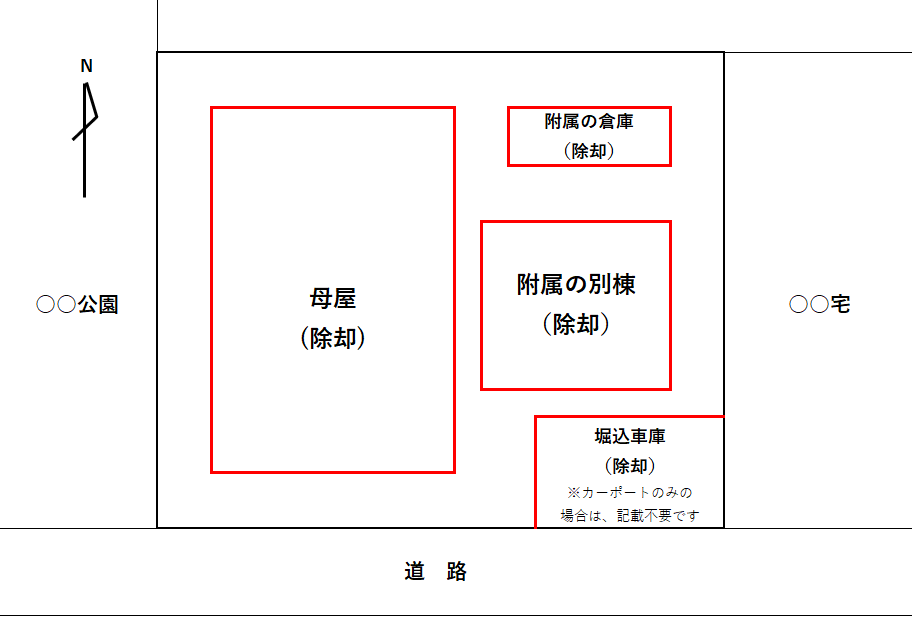 N
附属の倉庫
（除却）
附属の別棟
（除却）
母屋
（除却）
○○公園
○○宅
堀込車庫
（除却）
※カーポートのみの
場合は、記載不要です
道　路